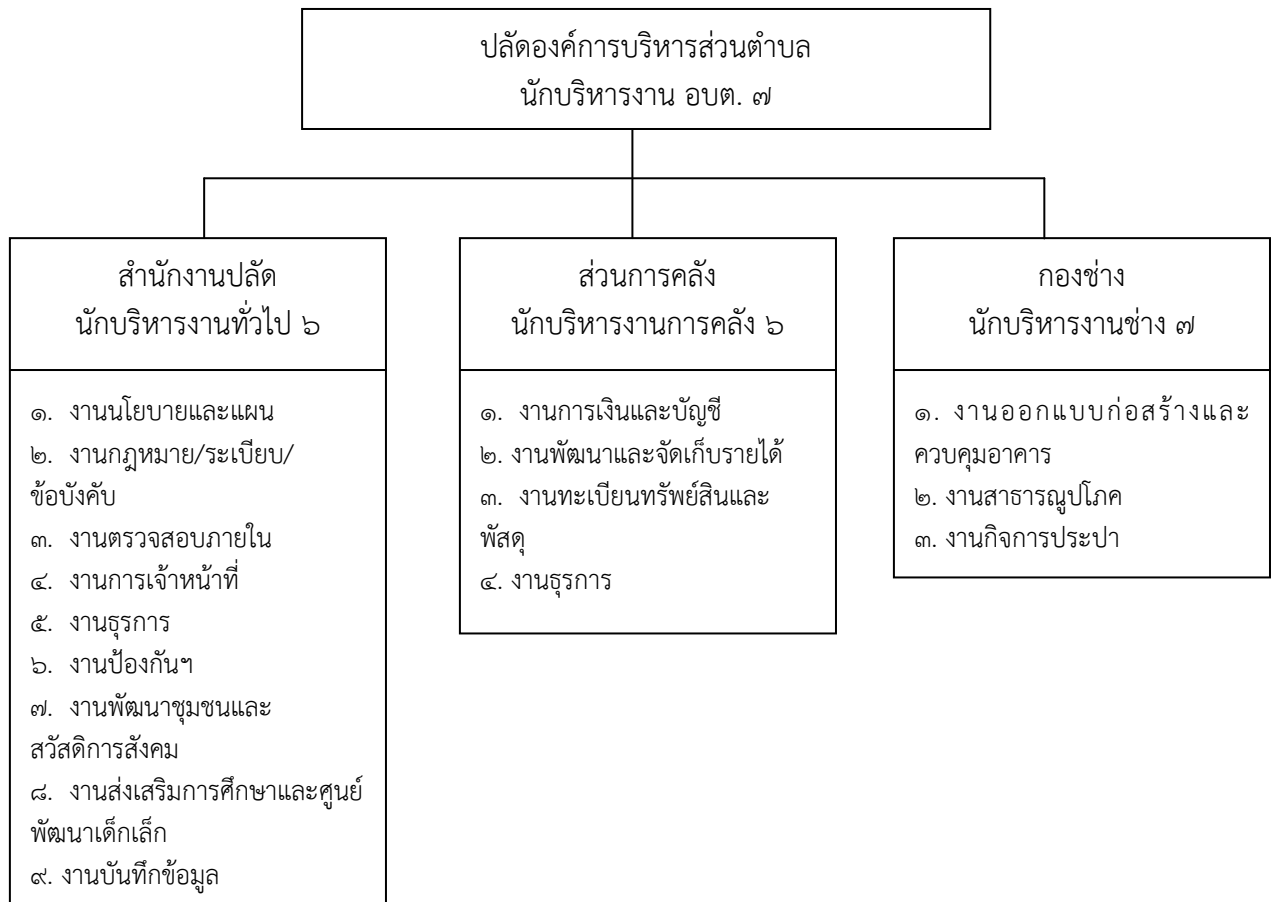 ปลัดองค์การบริหารส่วนตำบล
นักบริหารงาน อบต. ๗
สำนักงานปลัด
นักบริหารงานทั่วไป ๖
๑. งานนโยบายและแผน
๒. งานกฎหมาย/ระเบียบ/
ข้อบังคับ
๓. งานตรวจสอบภายใน
๔. งานการเจ้าหน้าที่
๕. งานธุรการ
๖. งานป้องกันฯ
๗. งานพัฒนาชุมชนและ
สวัสดิการสังคม
๘. งานส่งเสริมการศึกษาและศูนย์
พัฒนาเด็กเล็ก
๙. งานบันทึกข้อมูล
ส่วนการคลัง
นักบริหารงานการคลัง ๖
๑. งานการเงินและบัญชี
๒. งานพัฒนาและจัดเก็บรายได้
๓. งานทะเบียนทรัพย์สินและ
พัสดุ
๔. งานธุรการ
กองช่าง
นักบริหารงานช่าง ๗
๑. งานออกแบบก่อสร้างและ
ควบคุมอาคาร
๒. งานสาธารณูปโภค
๓. งานกิจการประปา